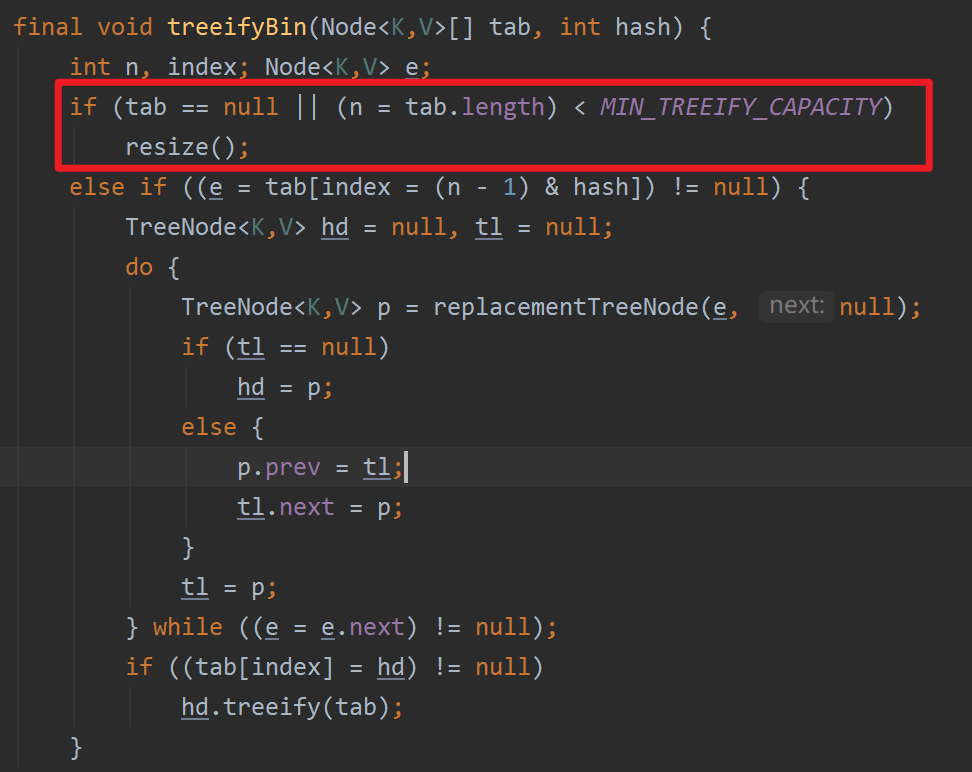 final void treeifyBin(Node<K,V>[] tab, int hash) {
int n, index; Node<K,V> e;
if (tab == null || (n = tab.length) < MIN_TREEIFY_CAPACITY)
resize();
else if ((e = tab[index = (n - 1) & hash]) != null) {
TreeNode<K,V> hd = null, tl = null;
do {
TreeNode<K,V> p = replacementTreeNode(e, next: null);
if (tl == null)
hd = p;
else {
p.prev = tl;
tl.next = p;
}
tl = p;
} while ((e = e.next) != null);
if ((tab[index] = hd) != null)
hd.treeify(tab);
}